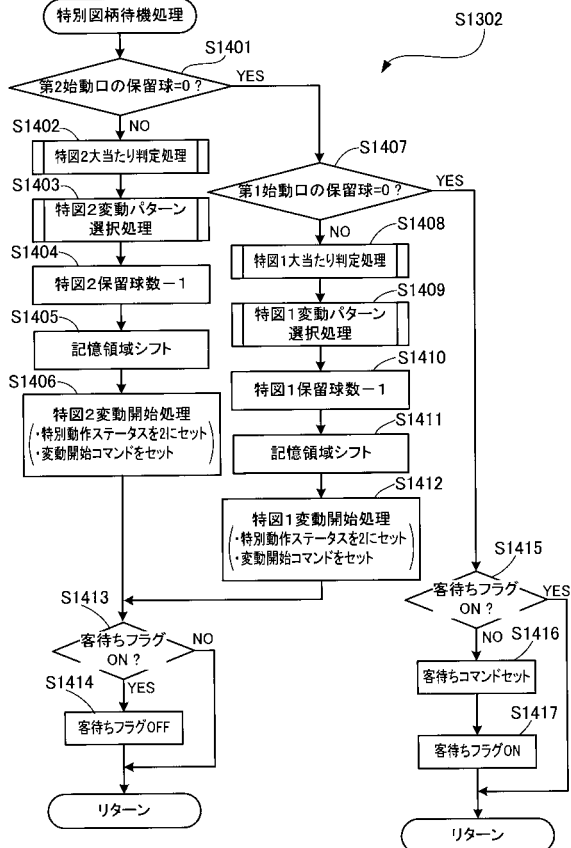 特別図柄待機処理
S1302
S1401
第2始動口の保留球=0?
YES
NO
S1402
特図2大当たり判定処理
S1403
特図2変動パターン
選択処理
S1404
特図2保留球数−1
S1405
記憶領域シフト
S1406
特図2変動開始処理
・特別動作ステータスを2にセット
・変動開始コマンドをセット
S1407
第1始動口の保留球=0?
YES
NO
S1408
特図1大当たり判定処理
S1409
特図1変動パターン
選択処理
S1410
特図1保留球数−1
S1411
記憶領域シフト
S1412
特図1変動開始処理
・特別動作ステータスを2にセット
・変動開始コマンドをセット
S1413
客待ちフラグ
ON?
NO
YES
S1414
客待ちフラグOFF
リターン
S1415
客待ちフラグ
ON?
YES
NO
S1416
客待ちコマンドセット
S1417
客待ちフラグON
リターン